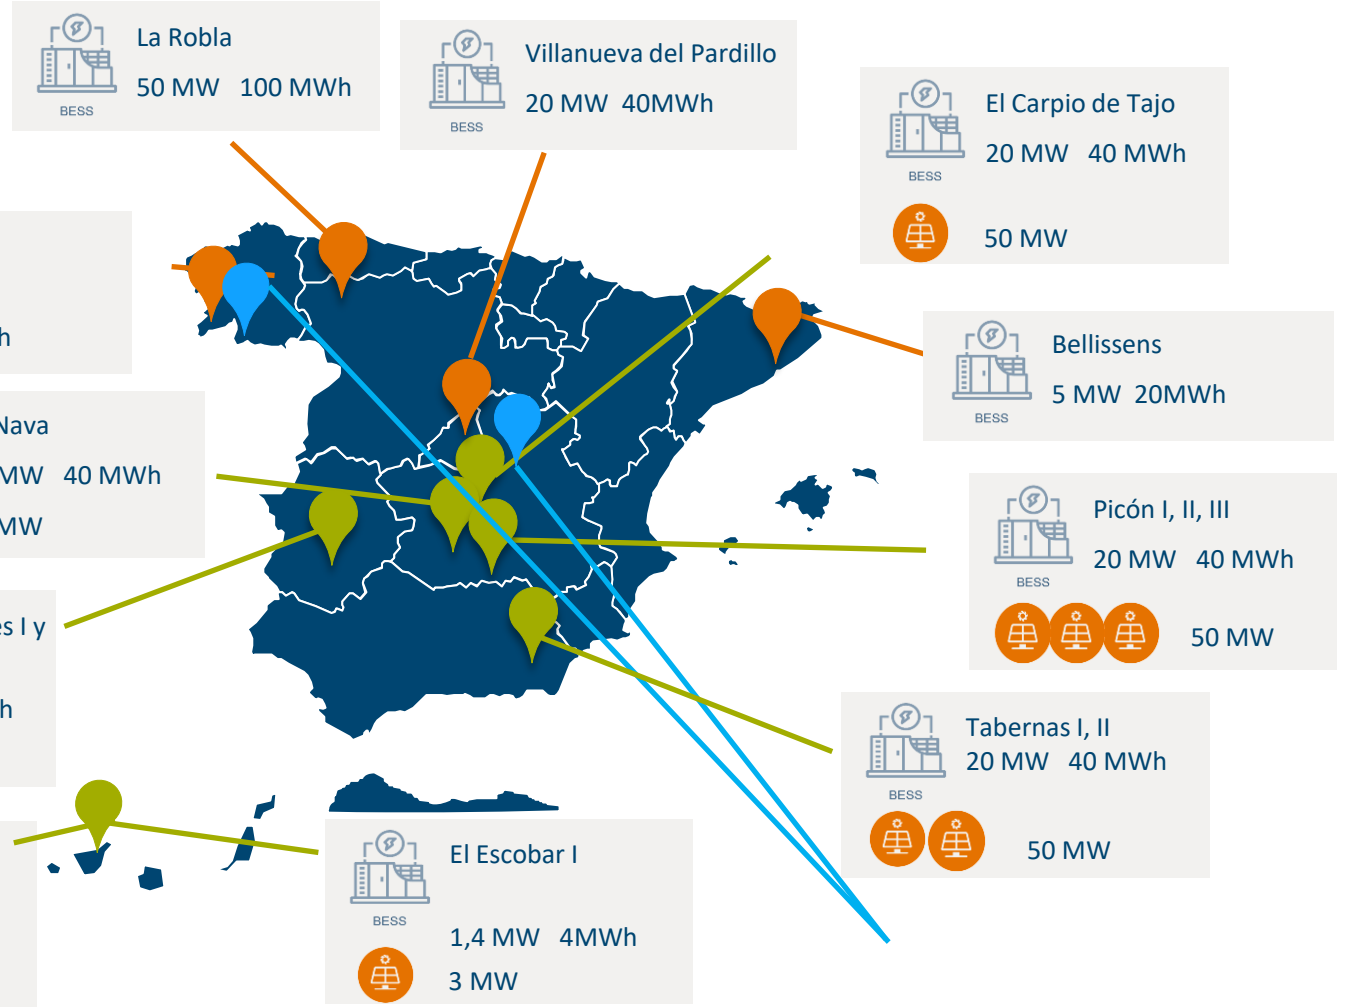 La Robla
50 MW 100 MWh
BESS
Villanueva del Pardillo
20 MW 40MWh
BESS
El Carpio de Tajo
20 MW 40 MWh
BESS
50 MW
Bellissens
5 MW 20MWh
BESS
Nava
MW 40 MWh
MW
Picón I, II, III
20 MW 40 MWh
BESS
50 MW
es I y
h
h
Tabernas I, II
20 MW 40 MWh
BESS
50 MW
El Escobar I
BESS
1,4 MW 4MWh
3 MW